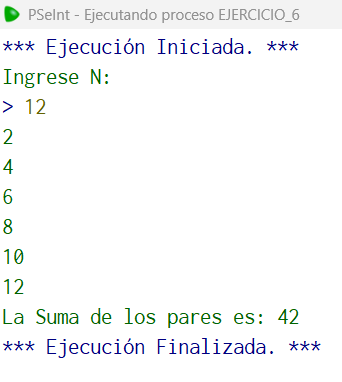 PSeInt - Ejecutando proceso EJERCICIO_6
*** Ejecución Iniciada. ***
Ingrese N:
> 12
2
4
6
8
10
12
La Suma de los pares es: 42
*** Ejecución Finalizada. ***